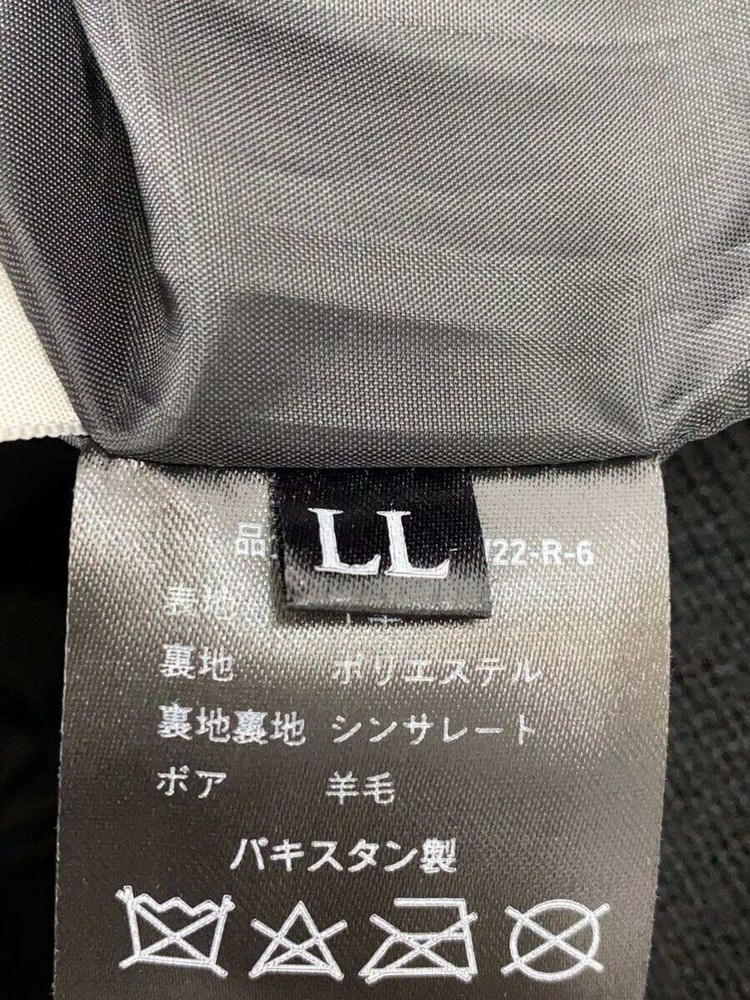 品
LL
22-R-6
表地
裏地 ポリエステル
裏地裏地 シンサレート
ボア 羊毛
パキスタン製